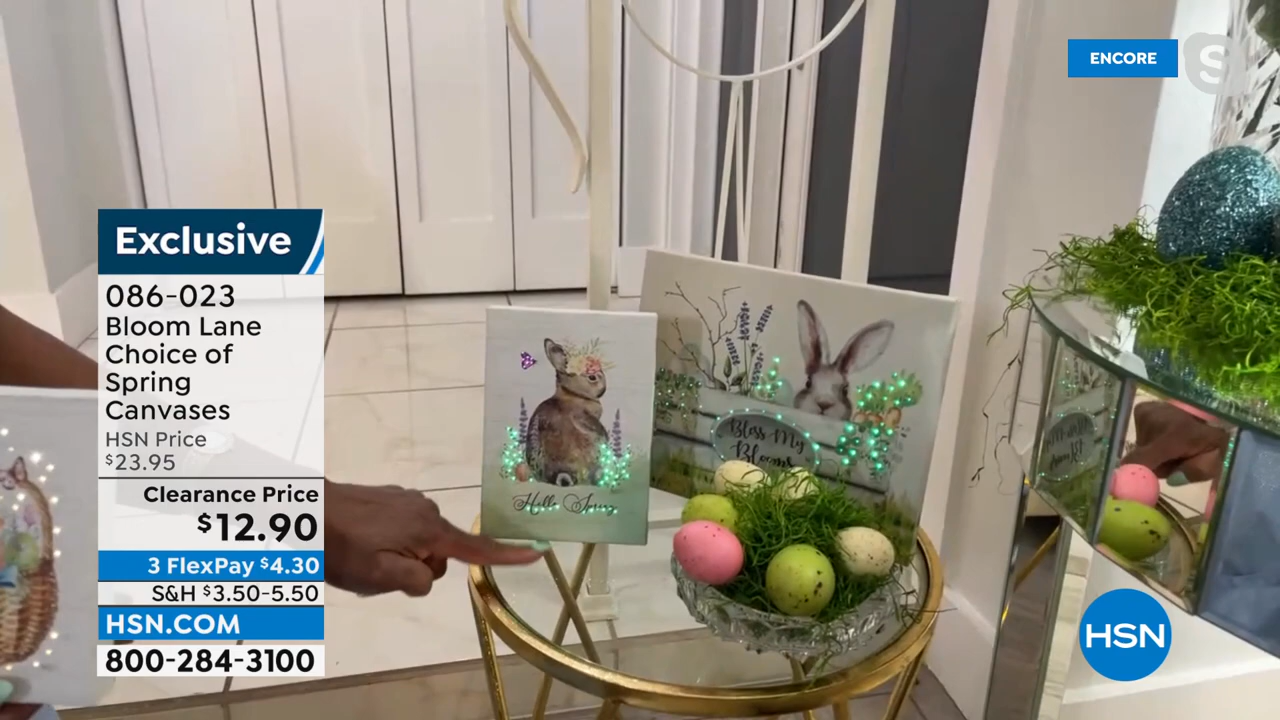 ENCORE
S
Exclusive
086-023
Bloom Lane
Choice of
Spring
Canvases
HSN Price
$23.95
Clearance Price
$12.90
3 FlexPay $4.30
S&H $3.50-5.50
HSN.COM
800-284-3100
Hello Spring
Bless My
Blooms
HSN